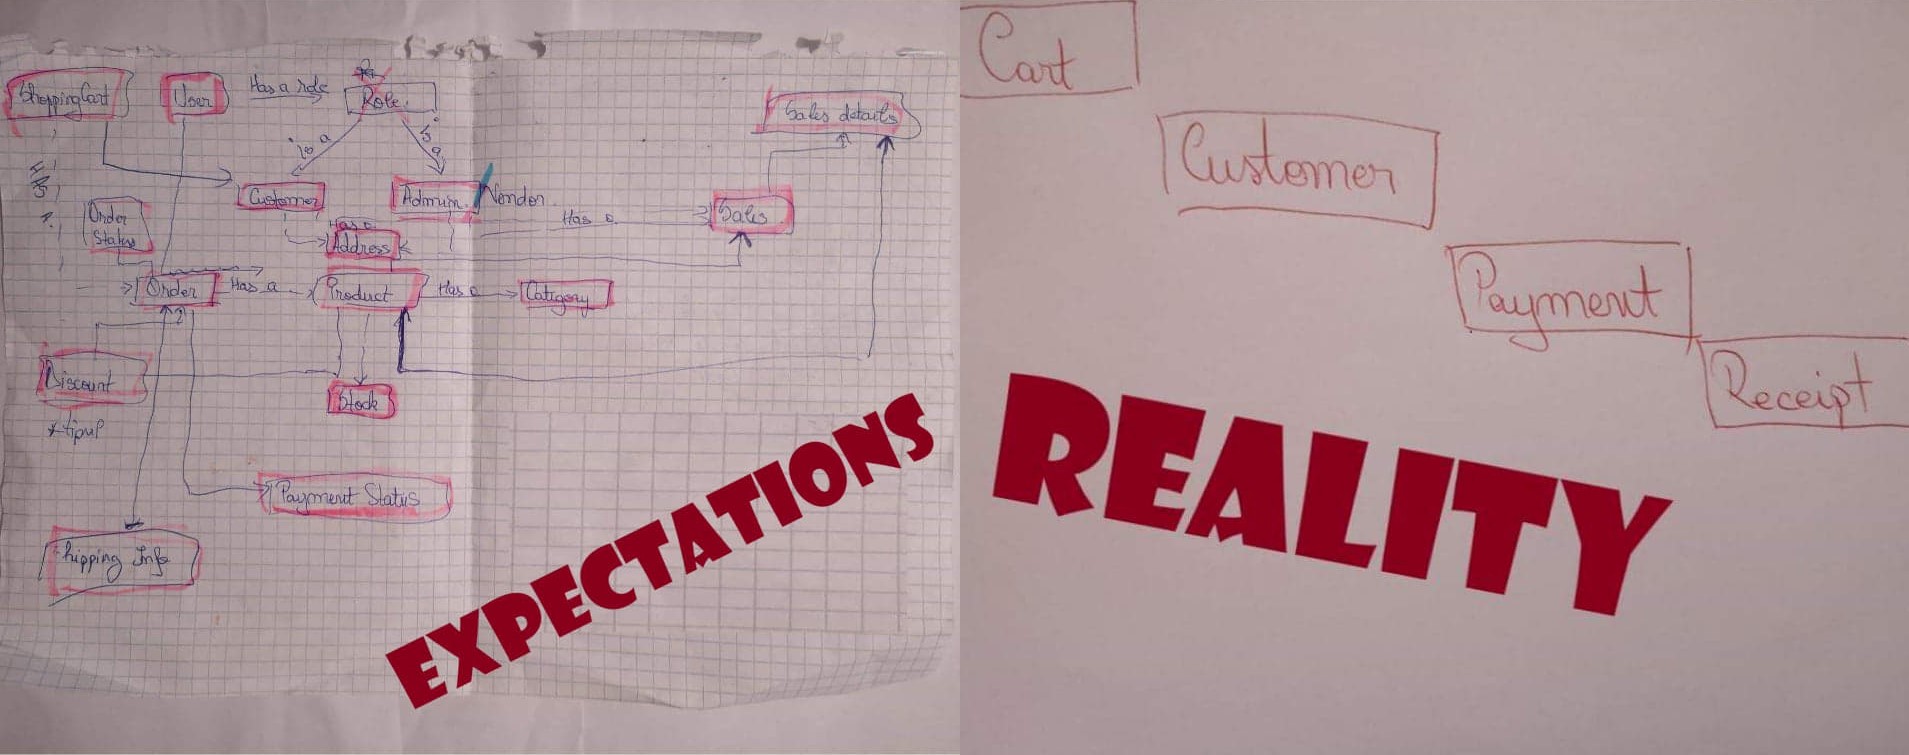 ShoppingCart
User
Has a role
Role.
Sales details
is a
is a
Customer
Admin.
Vendor
Has a
Sales
Order
Status
Has a
Address
Order
Has a
Product
Has a
Category
?
Discount
Stock
Payment Status
Shipping Info
EXPECTATIONS
Cart
Customer
Payment
Receipt
REALITY